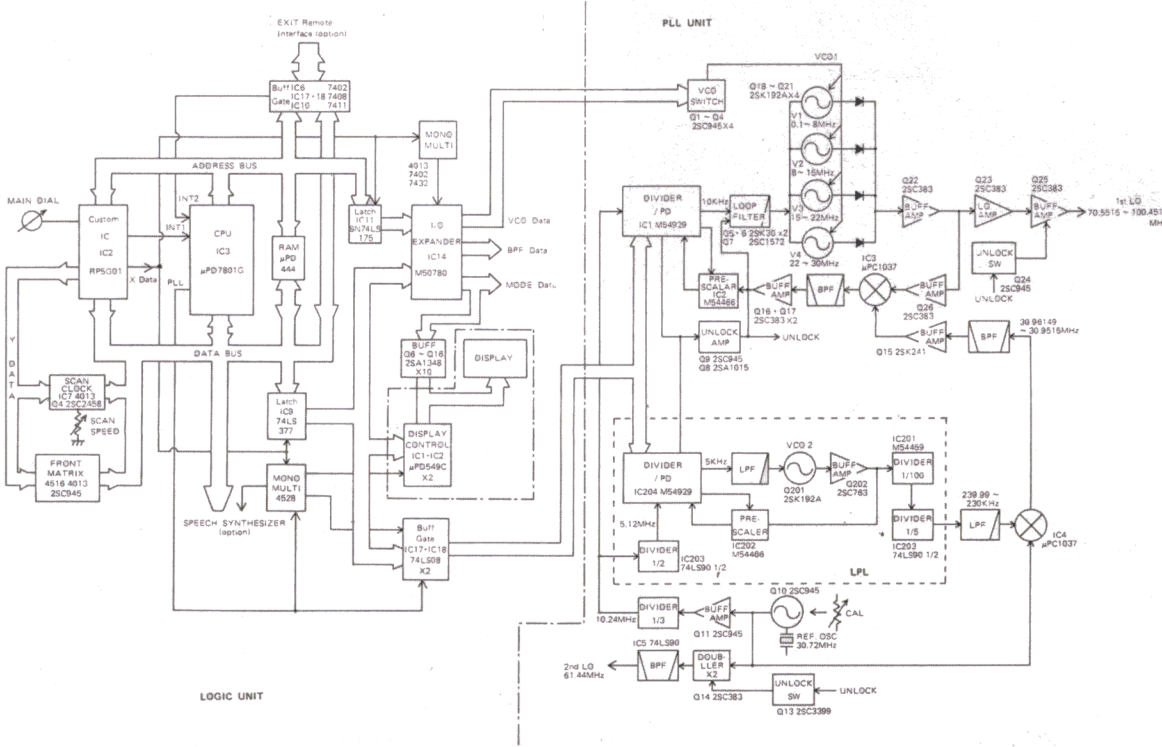 EXIT Remote
Interface (option)
PLL UNIT
Buff
Gate
IC6 7402
IC17・18 7408
IC10 7411
MONO
MULTI
4013
7402
7432
ADDRESS BUS
MAIN DIAL
Custom
IC
IC2
RP5G01
INT2
INT1
CPU
IC3
μPD7801G
X Data
PLL
RAM
μPD
444
Latch
IC11
SN74LS
175
I/O
EXPANDER
IC14
M50780
VCO Data
BPF Data
MODE Data
DATA BUS
Y DATA
SCAN
CLOCK
IC7 4013
Q4 2SC2458
SCAN
SPEED
FRONT
MATRIX
4516 4013
2SC945
Latch
IC9
74LS
377
MONO
MULTI
4528
SPEECH SYNTHESIZER
(option)
BUFF
Q6 ~ Q16
2SA1348
X10
DISPLAY
DISPLAY
CONTROL
IC1・IC2
μPD549C
X2
Buff
Gate
IC17・IC18
74LS08
X2
LOGIC UNIT
VCO
SWITCH
Q1 ~ Q4
2SC945X4
VCO1
Q18 ~ Q21
2SK192AX4
V1
0.1~8MHz
V2
8~15MHz
V3
15~22MHz
V4
22~30MHz
DIVIDER
/ PD
IC1 M54929
10KHz
LOOP
FILTER
Q5・6 2SK30 x2
Q7 2SC1572
PRE-
SCALAR
IC2
M54466
UNLOCK
AMP
Q9 2SC945
Q8 2SA1015
UNLOCK
BUFF
AMP
Q16・Q17
2SC383 X2
BPF
IC3
μPC1037
Q22
2SC383
BUFF
AMP
Q23
2SC383
LO
AMP
Q25
2SC383
BUFF
AMP
1st LO
70.5515 ~ 100.451
MH
UNLOCK
SW
Q24
2SC945
UNLOCK
BUFF
AMP
Q26
2SC383
BUFF
AMP
Q15 2SK241
BPF
30.96149
~ 30.9515MHz
DIVIDER
/ PD
IC204 M54929
5KHz
LPF
VCO 2
Q201
2SK192A
BUFF
AMP
Q202
2SC763
IC201
M54459
DIVIDER
1/100
DIVIDER
1/5
IC203
74LS90 1/2
PRE-
SCALER
IC202
M54466
5.12MHz
DIVIDER
1/2
IC203
74LS90 1/2
LPL
239.99 ~
230KHz
LPF
IC4
μPC1037
10.24MHz
DIVIDER
1/3
IC5 74LS90
BUFF
AMP
Q11 2SC945
Q10 2SC945
CAL
REF. OSC
30.72MHz
2nd LO
61.44MHz
BPF
DOUB-
LLER
X2
Q14 2SC383
UNLOCK
SW
Q13 2SC3399
UNLOCK